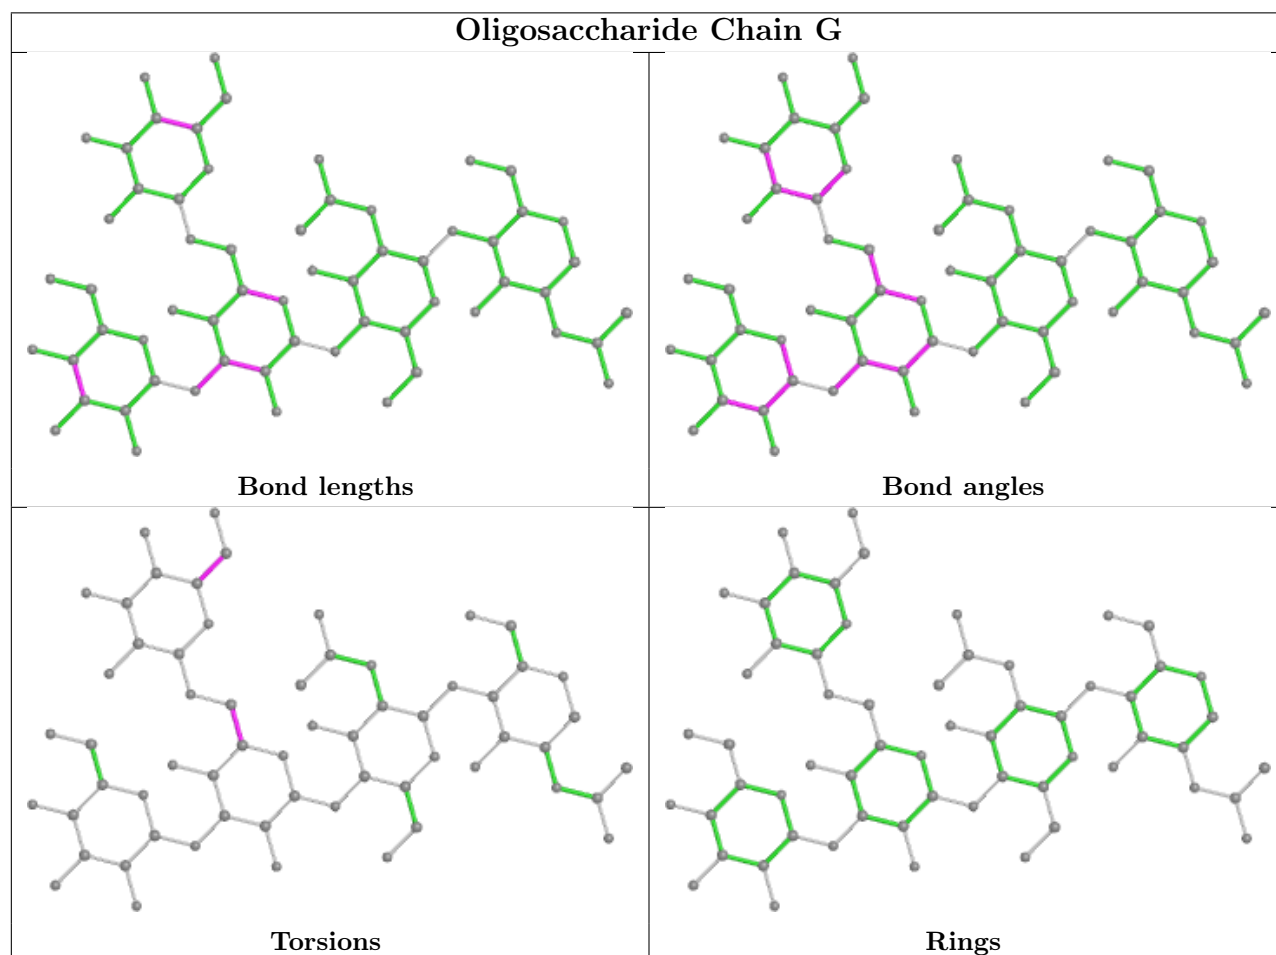 Oligosaccharide Chain G
Bond lengths
Bond angles
Torsions
Rings